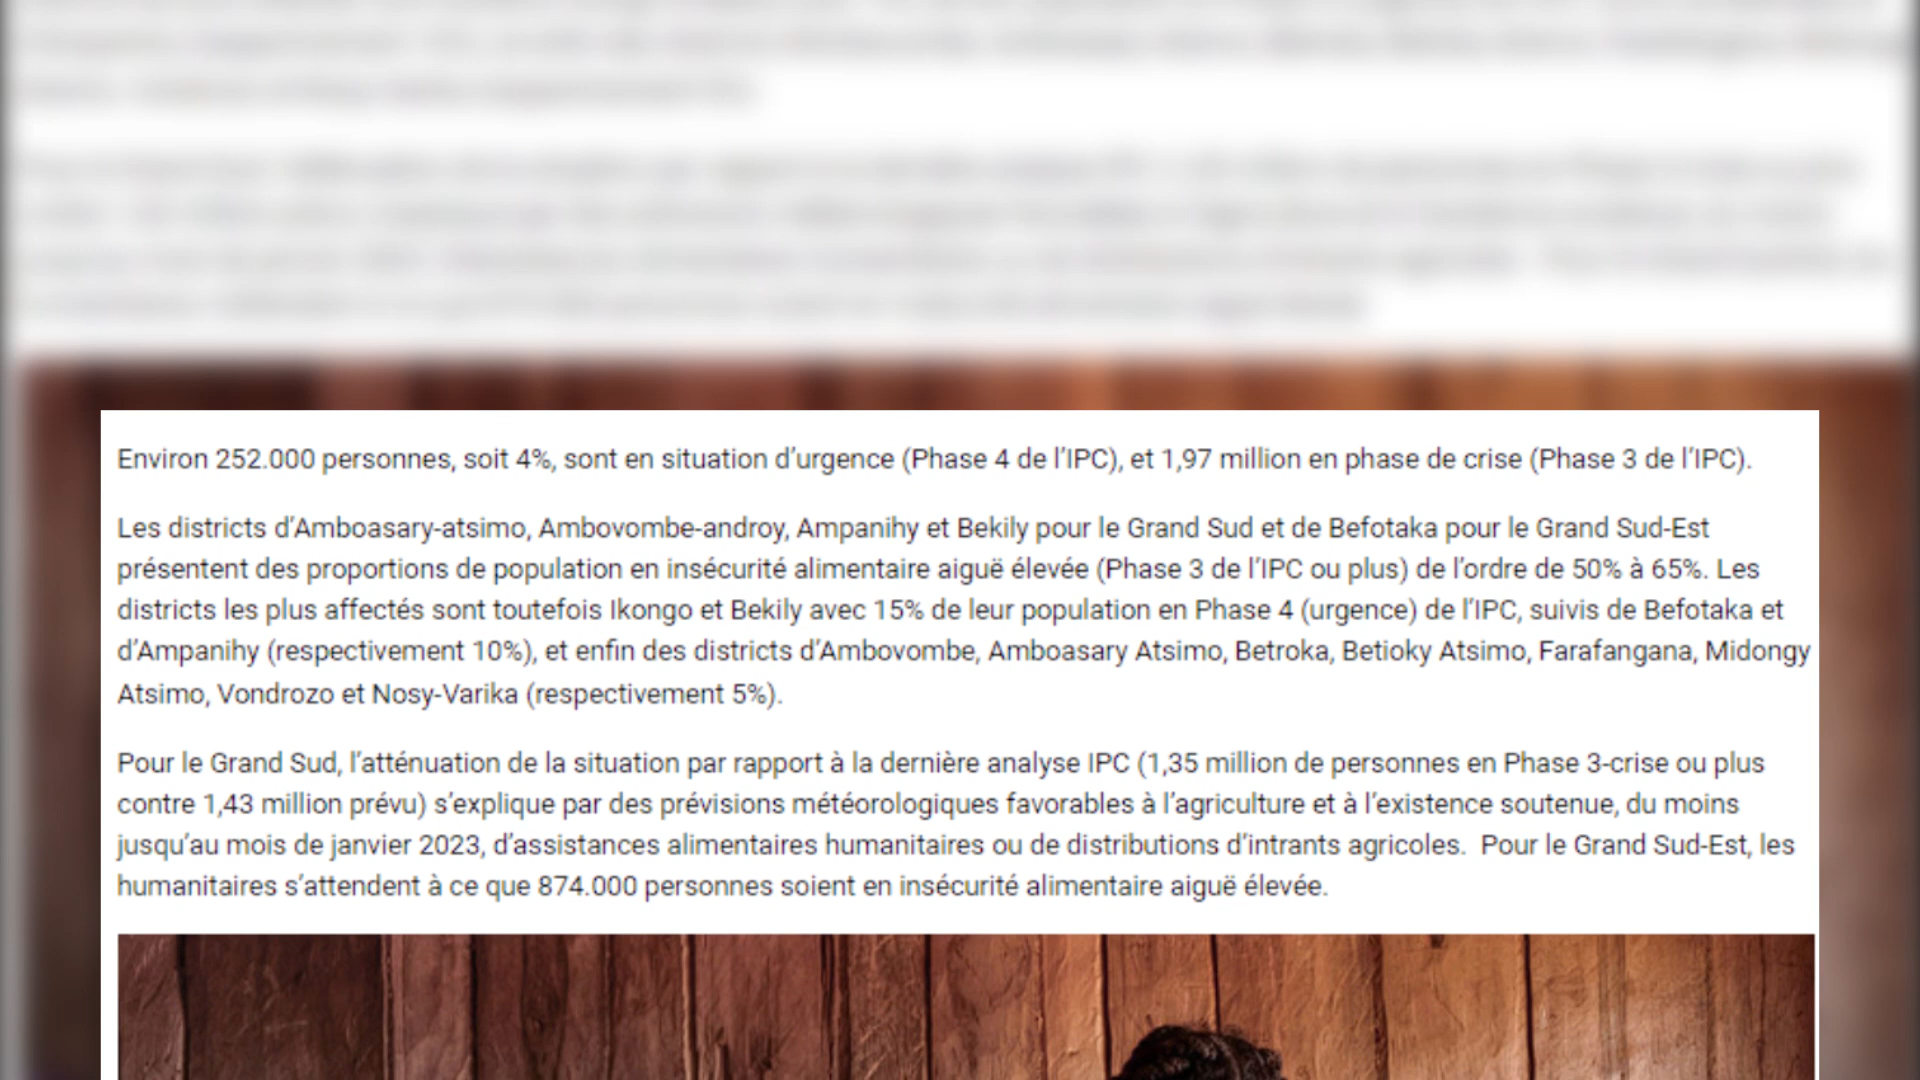 Environ 252.000 personnes, soit 4%, sont en situation d’urgence (Phase 4 de l’IPC), et 1,97 million en phase de crise (Phase 3 de l’IPC).
Les districts d’Amboasary-atsimo, Ambovombe-androy, Ampanihy et Bekily pour le Grand Sud et de Befotaka pour le Grand Sud-Est
présentent des proportions de population en insécurité alimentaire aiguë élevée (Phase 3 de l’IPC ou plus) de l’ordre de 50% à 65%. Les
districts les plus affectés sont toutefois Ikongo et Bekily avec 15% de leur population en Phase 4 (urgence) de l’IPC, suivis de Befotaka et
d’Ampanihy (respectivement 10%), et enfin des districts d’Ambovombe, Amboasary Atsimo, Betroka, Betioky Atsimo, Farafangana, Midongy
Atsimo, Vondrozo et Nosy-Varika (respectivement 5%).
Pour le Grand Sud, l’atténuation de la situation par rapport à la dernière analyse IPC (1,35 million de personnes en Phase 3-crise ou plus
contre 1,43 million prévu) s’explique par des prévisions météorologiques favorables à l’agriculture et à l’existence soutenue, du moins
jusqu’au mois de janvier 2023, d’assistances alimentaires humanitaires ou de distributions d’intrants agricoles.  Pour le Grand Sud-Est, les
humanitaires s’attendent à ce que 874.000 personnes soient en insécurité alimentaire aiguë élevée.